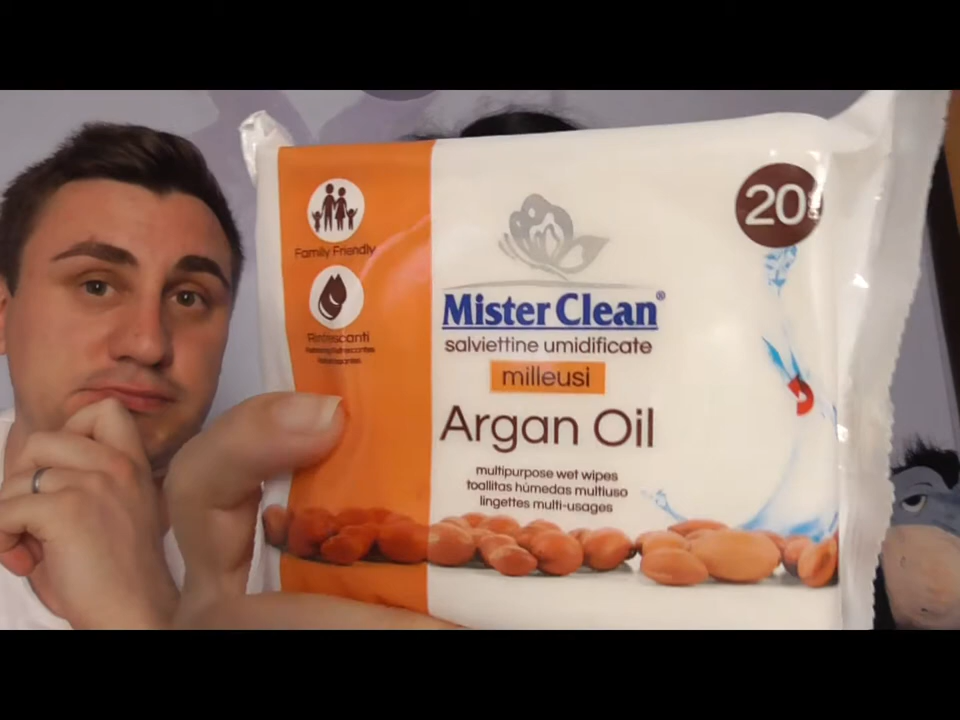 Family Friendly
Rinfrescanti
20
Mister Clean®
salviettine umidificate
milleusi
Argan Oil
multipurpose wet wipes
toallitas húmedas multiuso
lingettes multi-usages